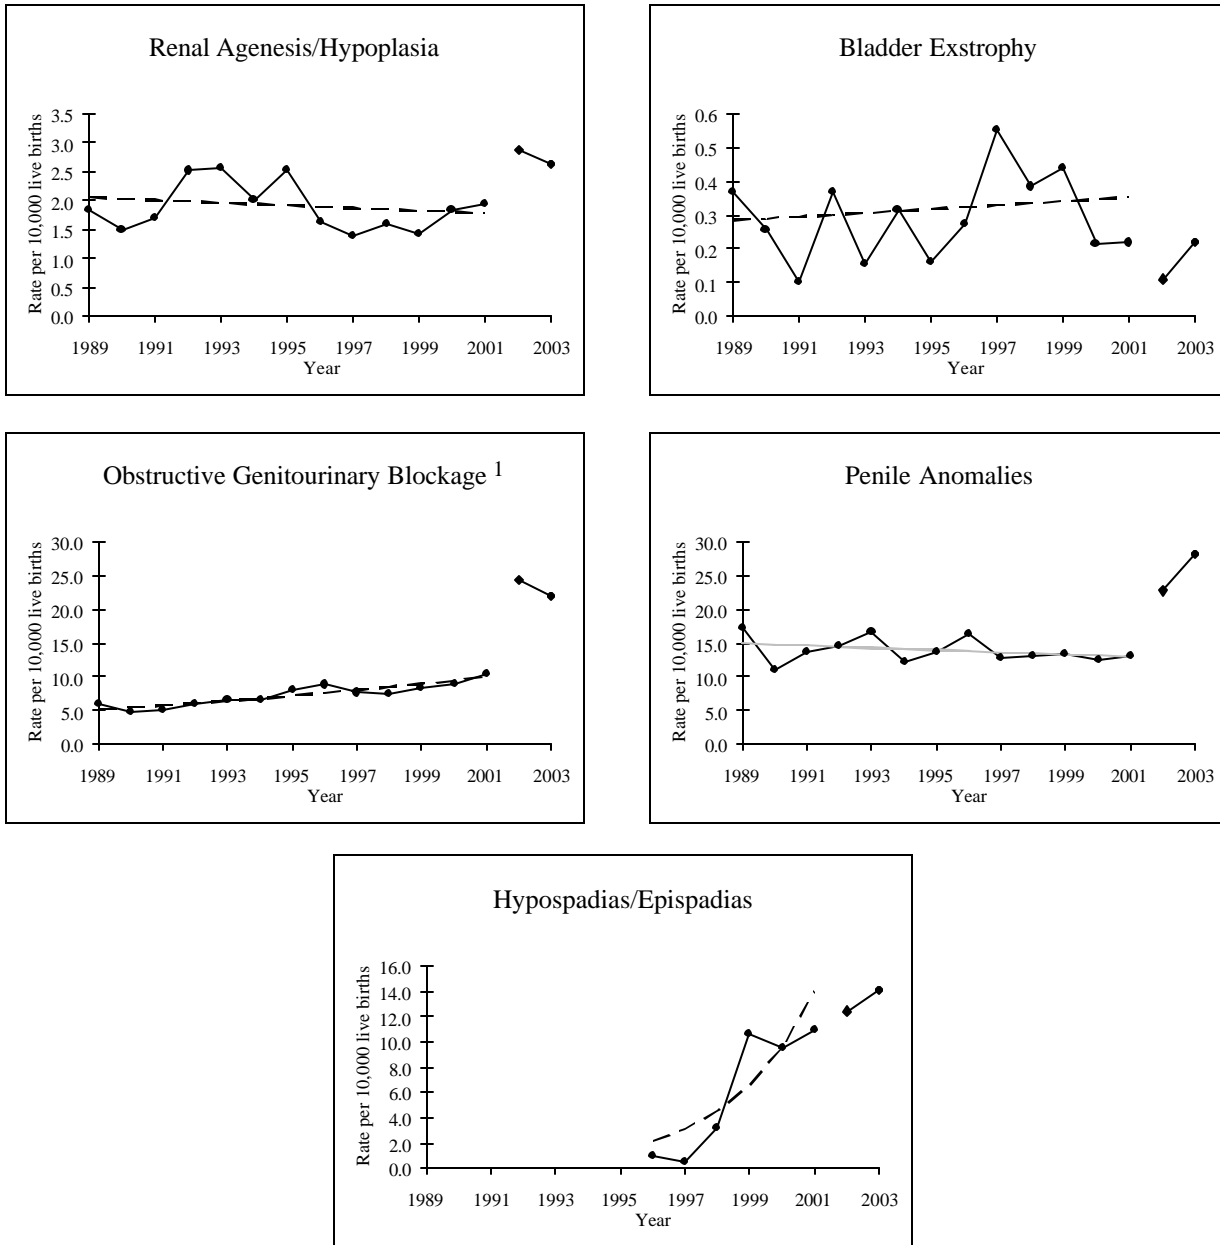 Renal Agenesis/Hypoplasia
Rate per 10,000 live births
3.5
3.0
2.5
2.0
1.5
1.0
0.5
0.0
1989 1991 1993 1995 1997 1999 2001 2003
Year
Bladder Exstrophy
Rate per 10,000 live births
0.6
0.5
0.4
0.3
0.2
0.1
0.0
1989 1991 1993 1995 1997 1999 2001 2003
Year
Obstructive Genitourinary Blockage 1
Rate per 10,000 live births
30.0
25.0
20.0
15.0
10.0
5.0
0.0
1989 1991 1993 1995 1997 1999 2001 2003
Year
Penile Anomalies
Rate per 10,000 live births
30.0
25.0
20.0
15.0
10.0
5.0
0.0
1989 1991 1993 1995 1997 1999 2001 2003
Year
Hypospadias/Epispadias
Rate per 10,000 live births
16.0
14.0
12.0
10.0
8.0
6.0
4.0
2.0
0.0
1989 1991 1993 1995 1997 1999 2001 2003
Year